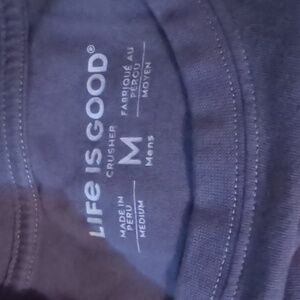 LIFE IS GOOD®
CRUSHER
M
Mens
MADE IN
PERU
MEDIUM
FABRIQUÉ AU
PÉROU
MOYEN